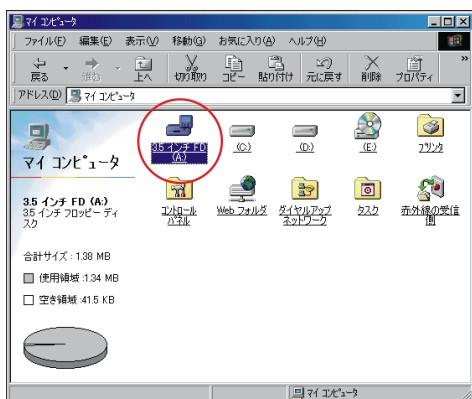 マイ コンピュータ
ファイル(F) 編集(E) 表示(V) 移動(G) お気に入り(A) ヘルプ(H)
戻る 進む 上へ 切り取り コピー 貼り付け 元に戻す 削除 プロパティ »
アドレス(D) マイ コンピュータ
マイ コンピュータ
3.5 インチ FD (A:)
3.5 インチ フロッピー ディ
スク
合計サイズ : 1.38 MB
使用領域 :1.34 MB
空き領域 :41.5 KB
3.5 インチ FD
(A:)
(C:)
(D:)
(E:)
プリンタ
コントロール
パネル
Web フォルダ
ダイヤルアップ
ネットワーク
タスク
赤外線の受信
側
マイ コンピュータ